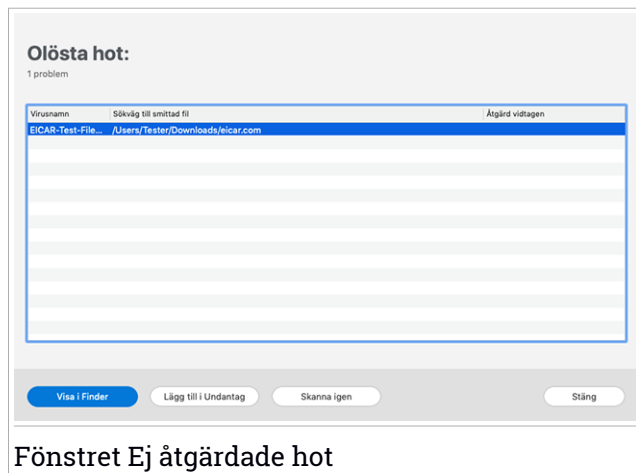 Olösta hot:
1 problem
Virusnamn Sökväg till smittad fil Åtgärd vidtagen
EICAR-Test-File... /Users/Tester/Downloads/eicar.com
Visa i Finder Lägg till i Undantag Skanna igen Stäng
Fönstret Ej åtgärdade hot